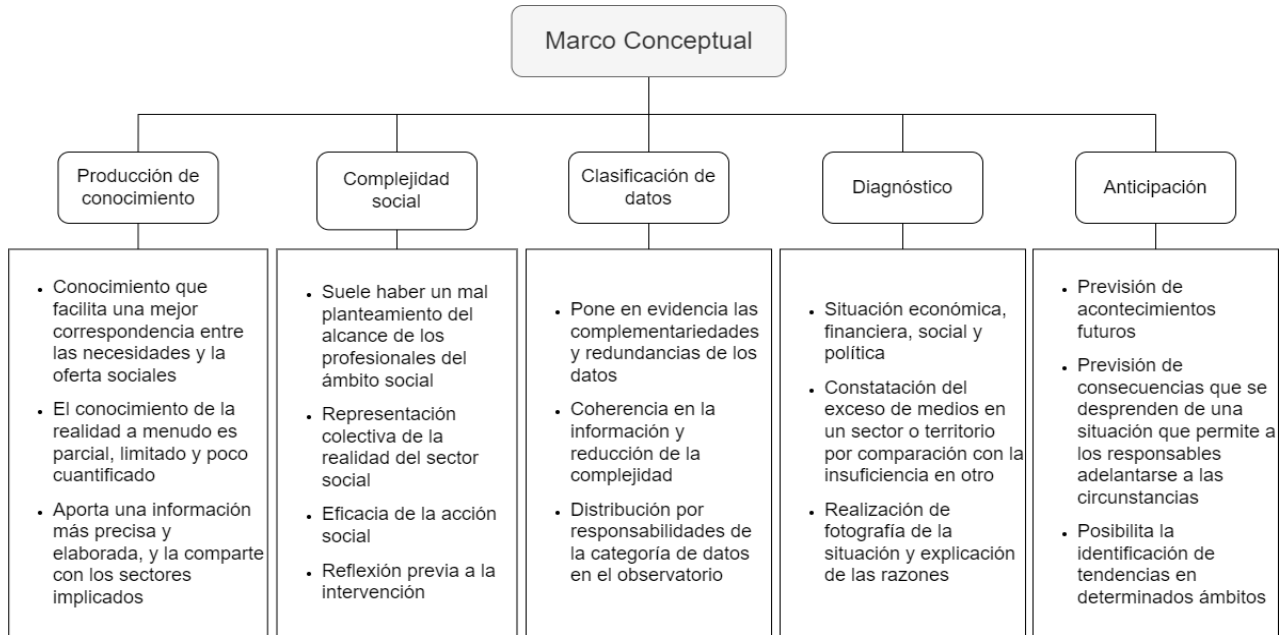 Marco Conceptual
Producción de
conocimiento
Complejidad
social
Clasificación de
datos
Diagnóstico
Anticipación
• Conocimiento que
facilita una mejor
correspondencia entre
las necesidades y la
oferta sociales
• El conocimiento de la
realidad a menudo es
parcial, limitado y poco
cuantificado
• Aporta una información
más precisa y
elaborada, y la comparte
con los sectores
implicados
• Suele haber un mal
planteamiento del
alcance de los
profesionales del
ámbito social
• Representación
colectiva de la
realidad del sector
social
• Eficacia de la acción
social
• Reflexión previa a la
intervención
• Pone en evidencia las
complementariedades
y redundancias de los
datos
• Coherencia en la
información y
reducción de la
complejidad
• Distribución por
responsabilidades de
la categoría de datos
en el observatorio
• Situación económica,
financiera, social y
política
• Constatación del
exceso de medios en
un sector o territorio
por comparación con la
insuficiencia en otro
• Realización de
fotografía de la
situación y explicación
de las razones
• Previsión de
acontecimientos
futuros
• Previsión de
consecuencias que se
desprenden de una
situación que permite a
los responsables
adelantarse a las
circunstancias
• Posibilita la
identificación de
tendencias en
determinados ámbitos